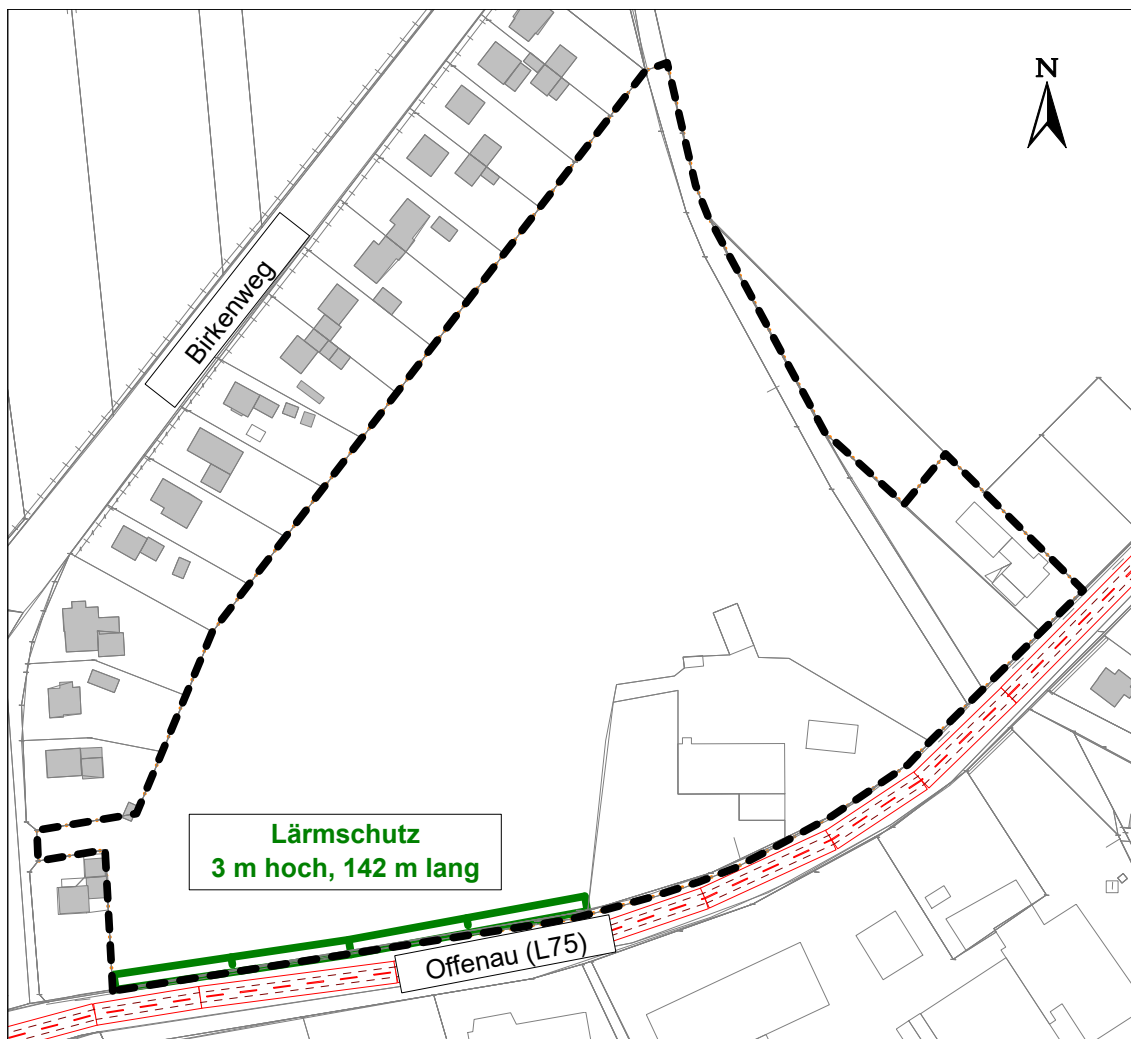 N
Birkenweg
Lärmschutz
3 m hoch, 142 m lang
Offenau (L75)